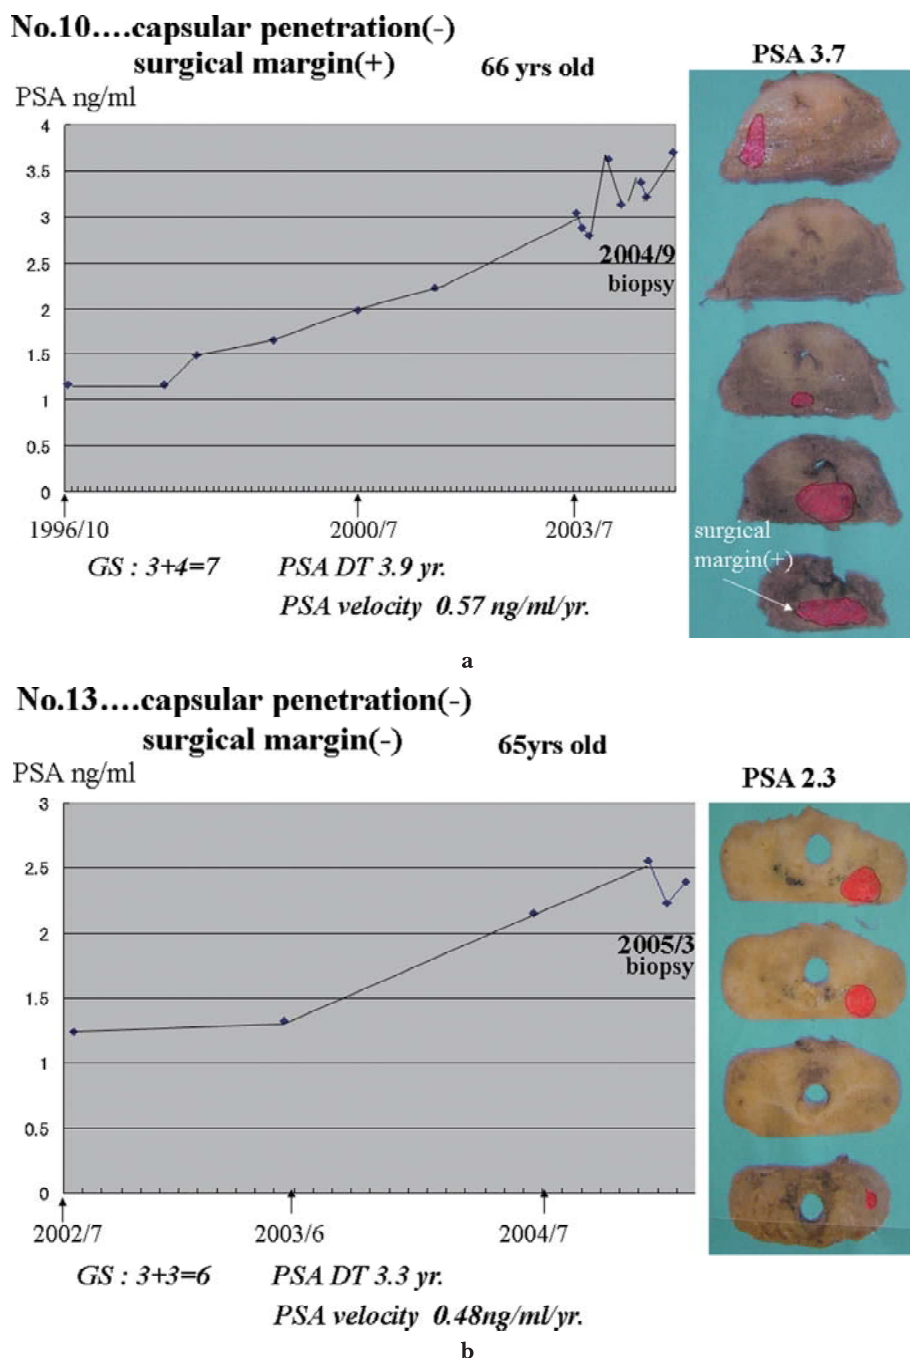 No.10....capsular penetration(-)
surgical margin(+) 66 yrs old
PSA 3.7
PSA ng/ml
4
3.5
3
2.5
2
1.5
1
0.5
0
2004/9
biopsy
1996/10 2000/7 2003/7
surgical
margin(+)
GS : 3+4=7 PSA DT 3.9 yr.
PSA velocity 0.57 ng/ml/yr.
a
No.13....capsular penetration(-)
surgical margin(-) 65yrs old
PSA ng/ml
PSA 2.3
3
2.5
2
1.5
1
0.5
0
2005/3
biopsy
2002/7 2003/6 2004/7
GS : 3+3=6 PSA DT 3.3 yr.
PSA velocity 0.48ng/ml/yr.
b